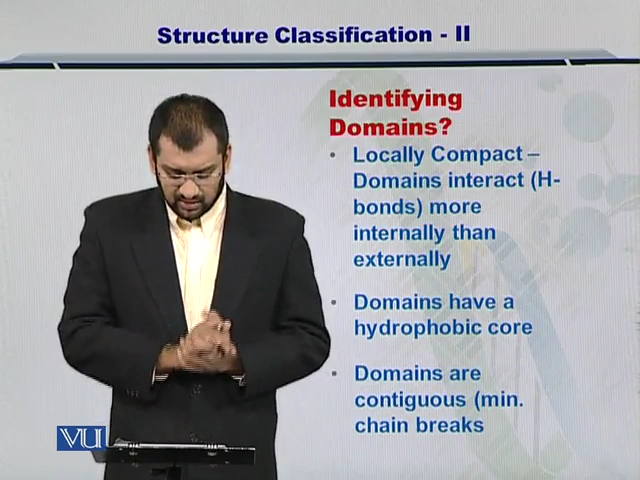 Structure Classification - II
Identifying
Domains?
• Locally Compact –
Domains interact (H-
bonds) more
internally than
externally
• Domains have a
hydrophobic core
• Domains are
contiguous (min.
chain breaks
VU